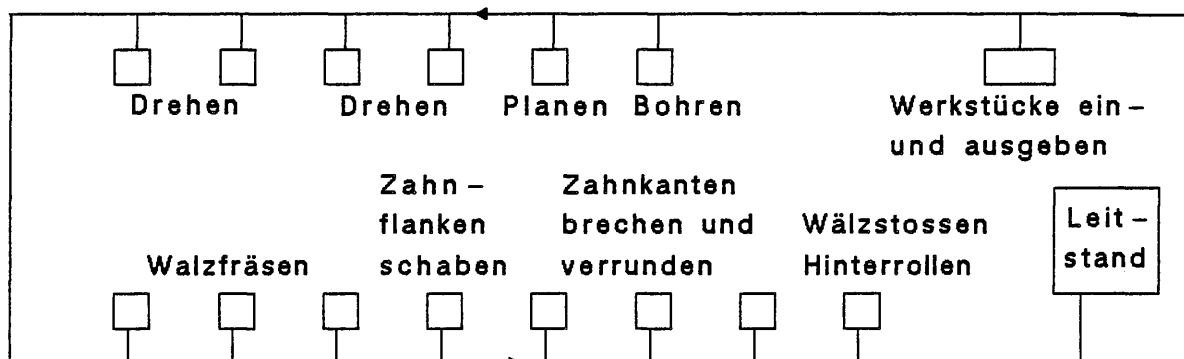 Drehen Drehen Planen Bohren
Werkstücke ein –
und ausgeben
Zahn –
flanken
schaben
Zahnkanten
brechen und
verrunden
Walzfräsen
Wälzstossen
Hinterrollen
Leit –
stand